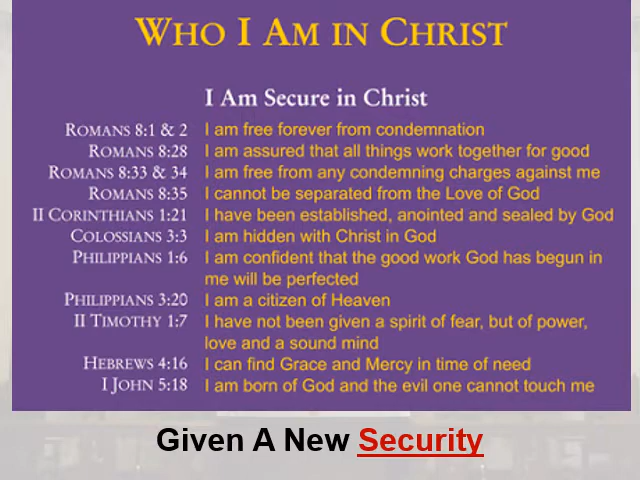 WHO I AM IN CHRIST
I Am Secure in Christ
ROMANS 8:1 & 2 I am free forever from condemnation
ROMANS 8:28 I am assured that all things work together for good
ROMANS 8:33 & 34 I am free from any condemning charges against me
ROMANS 8:35 I cannot be separated from the Love of God
II CORINTHIANS 1:21 I have been established, anointed and sealed by God
COLOSSIANS 3:3 I am hidden with Christ in God
PHILIPPIANS 1:6 I am confident that the good work God has begun in
me will be perfected
PHILIPPIANS 3:20 I am a citizen of Heaven
II TIMOTHY 1:7 I have not been given a spirit of fear, but of power,
love and a sound mind
HEBREWS 4:16 I can find Grace and Mercy in time of need
I JOHN 5:18 I am born of God and the evil one cannot touch me
Given A New Security